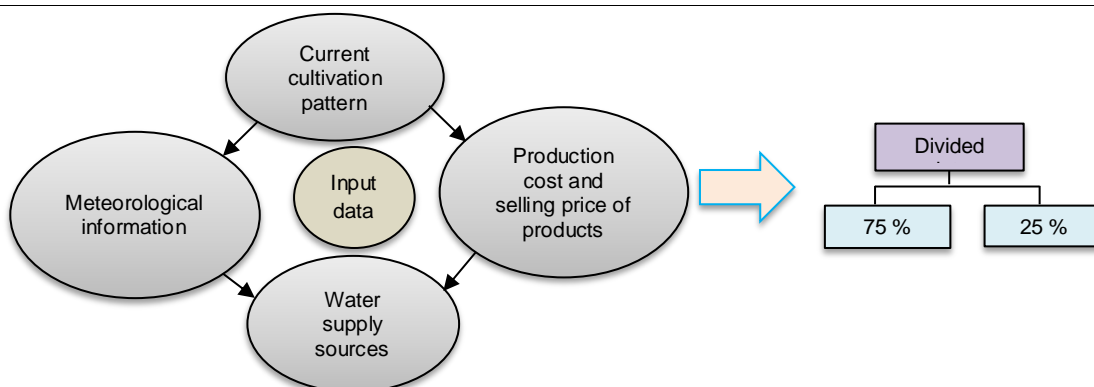 Current
cultivation
pattern
Meteorological
information
Input
data
Production
cost and
selling price of
products
Water
supply
sources
Divided
75 %
25 %